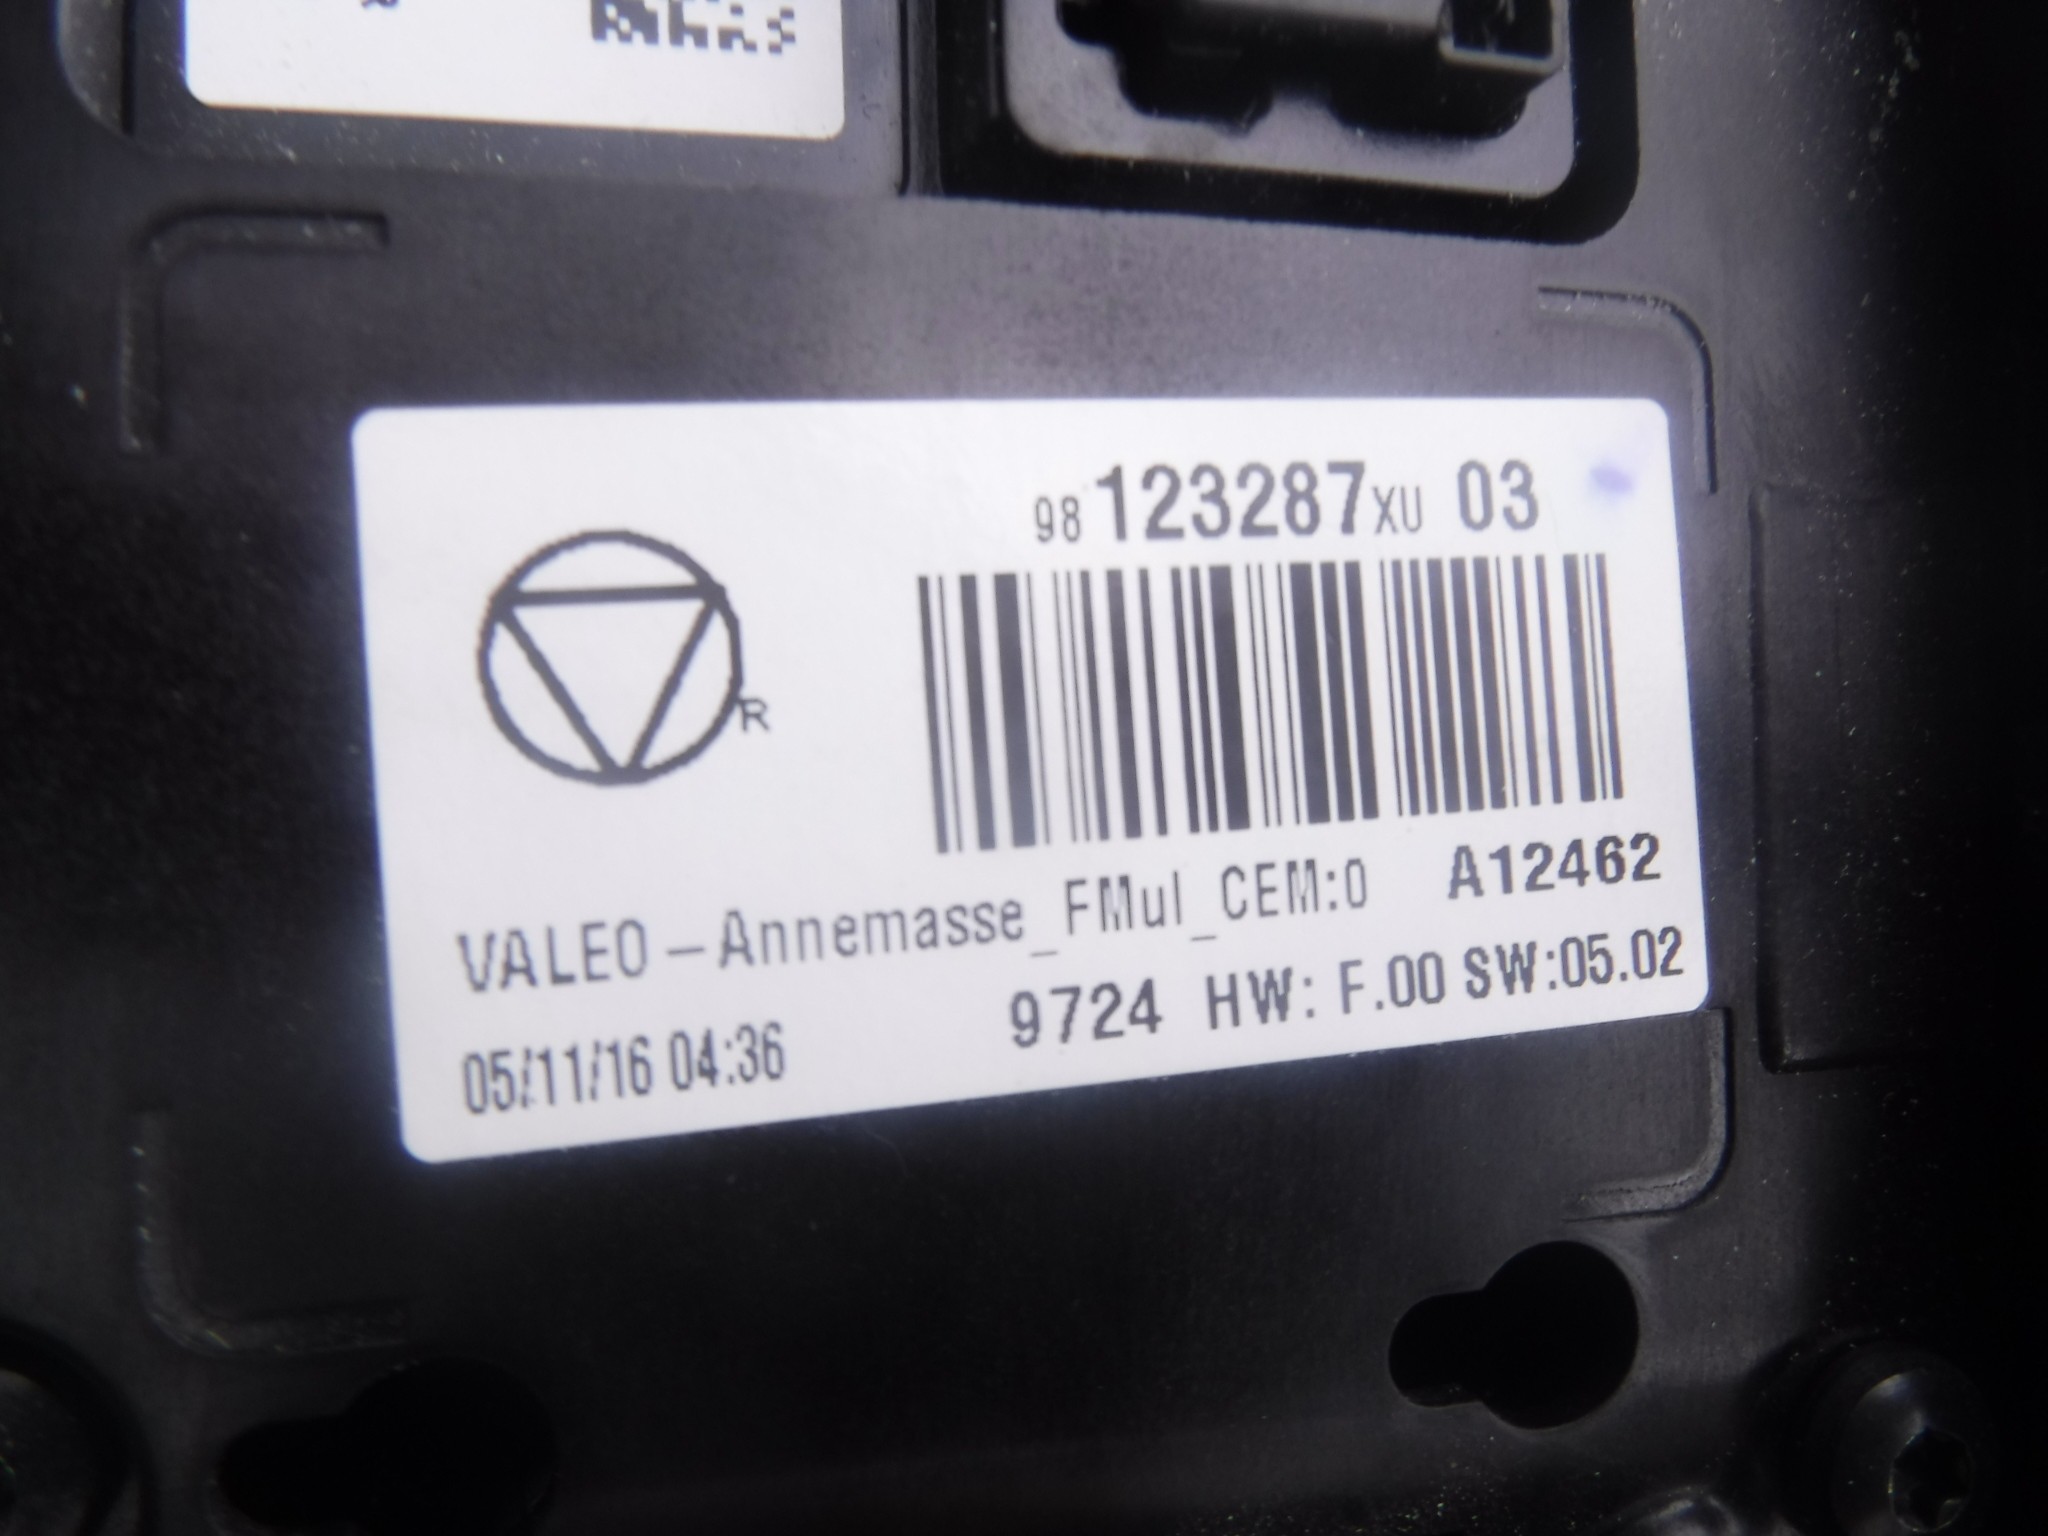 98 123287 XU 03
R
VALEO-Annemasse_FMul_CEM:0 A12462
05/11/16 04:36 9724 HW: F.00 SW:05.02